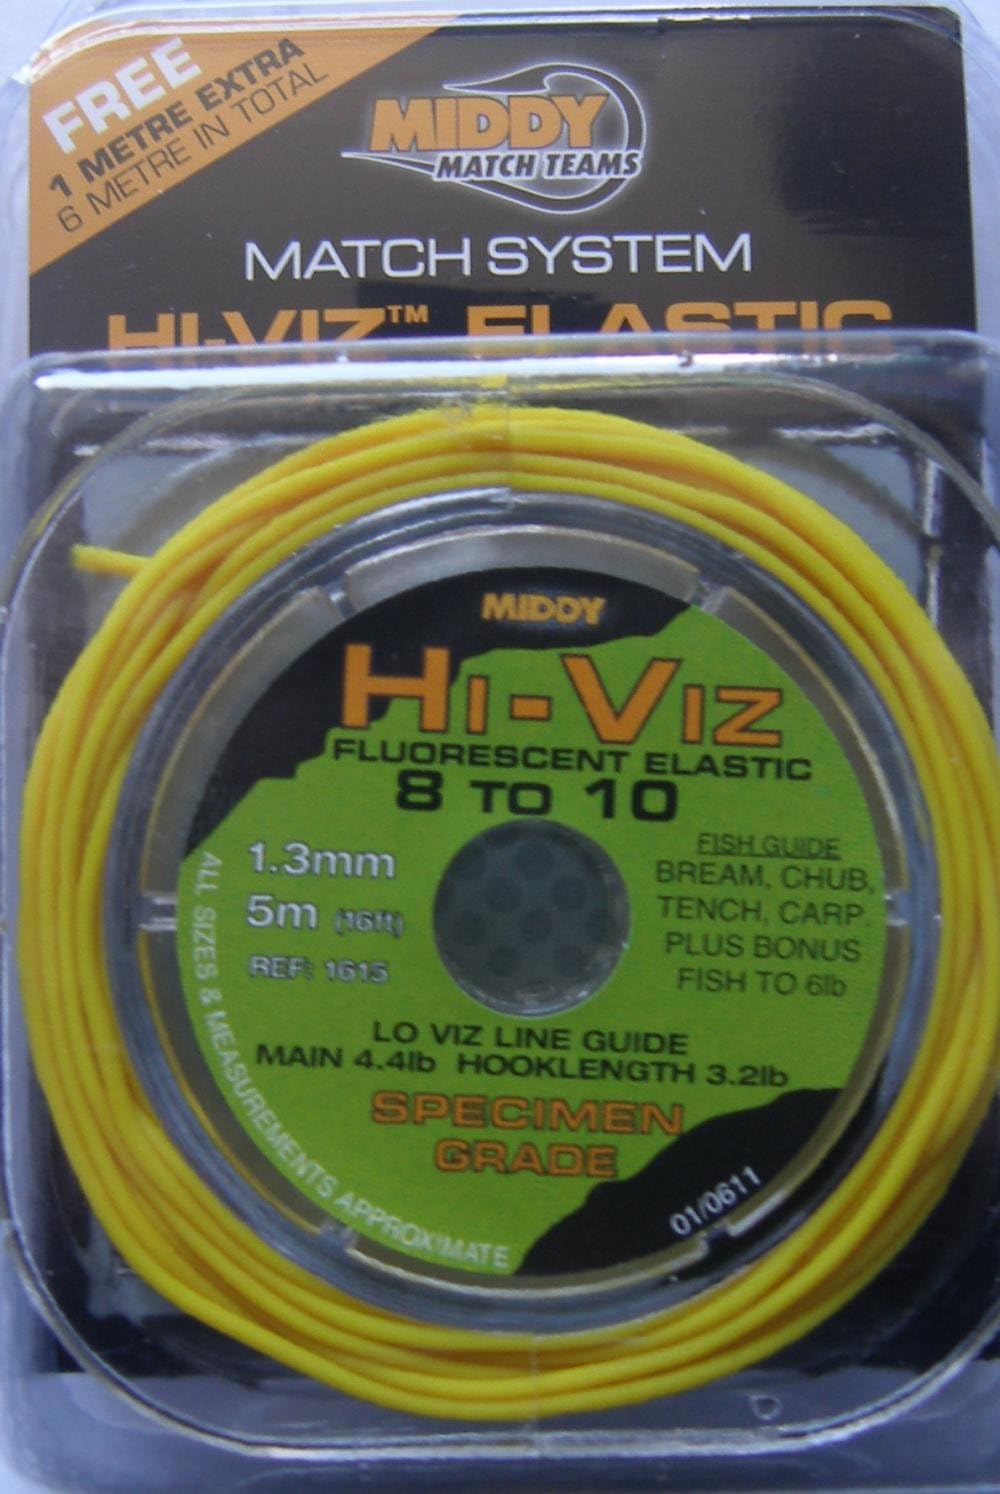 FREE
1 METRE EXTRA
6 METRE IN TOTAL
MIDDY
MATCH TEAMS
MATCH SYSTEM
HI-VIZ™ ELASTIC
MIDDY
HI-VIZ
FLUORESCENT ELASTIC
8 TO 10
1.3mm
5m (16ft)
REF: 1615
FISH GUIDE
BREAM, CHUB,
TENCH, CARP.
PLUS BONUS
FISH TO 6lb
LO VIZ LINE GUIDE
MAIN 4.4lb HOOKLENGTH 3.2lb
SPECIMEN
GRADE
ALL SIZES & MEASUREMENTS APPROXIMATE
01/0611